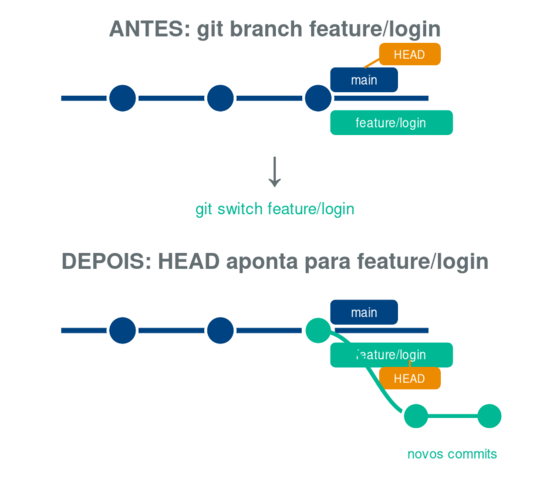 ANTES: git branch feature/login
HEAD
main
feature/login
git switch feature/login
DEPOIS: HEAD aponta para feature/login
main
feature/login
HEAD
novos commits